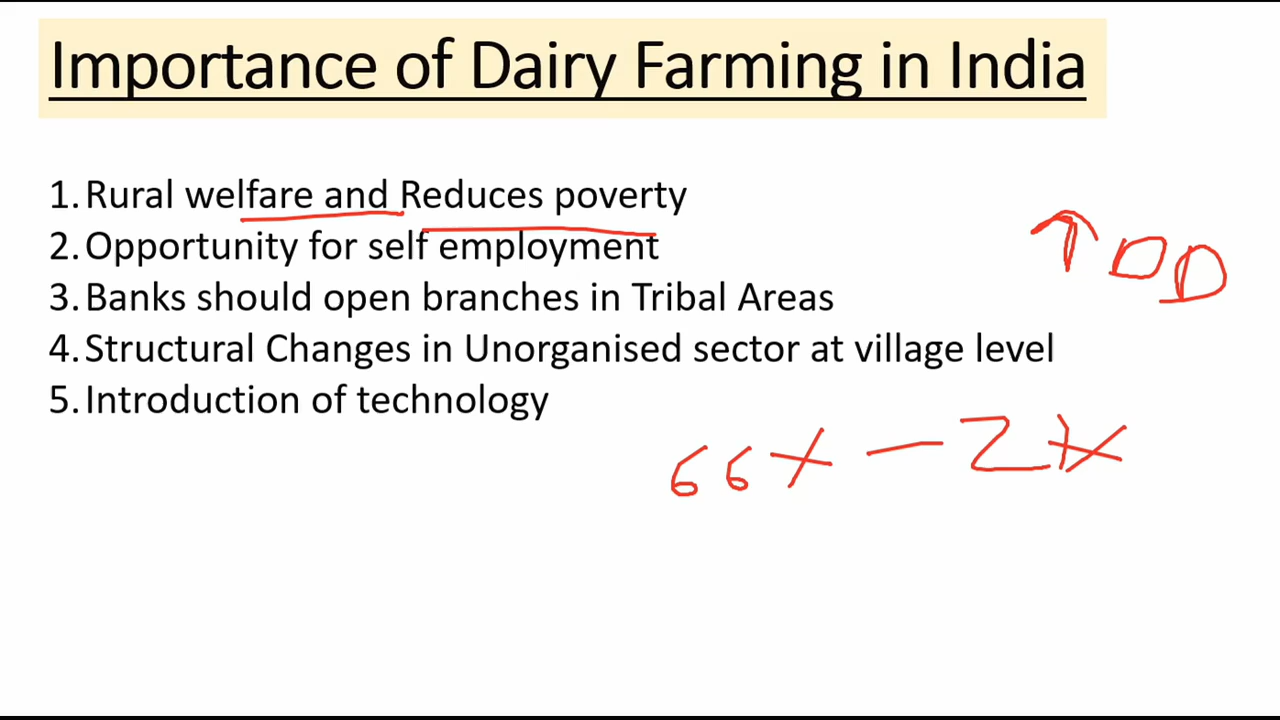 Importance of Dairy Farming in India
1. Rural welfare and Reduces poverty
2. Opportunity for self employment
3. Banks should open branches in Tribal Areas
4. Structural Changes in Unorganised sector at village level
5. Introduction of technology